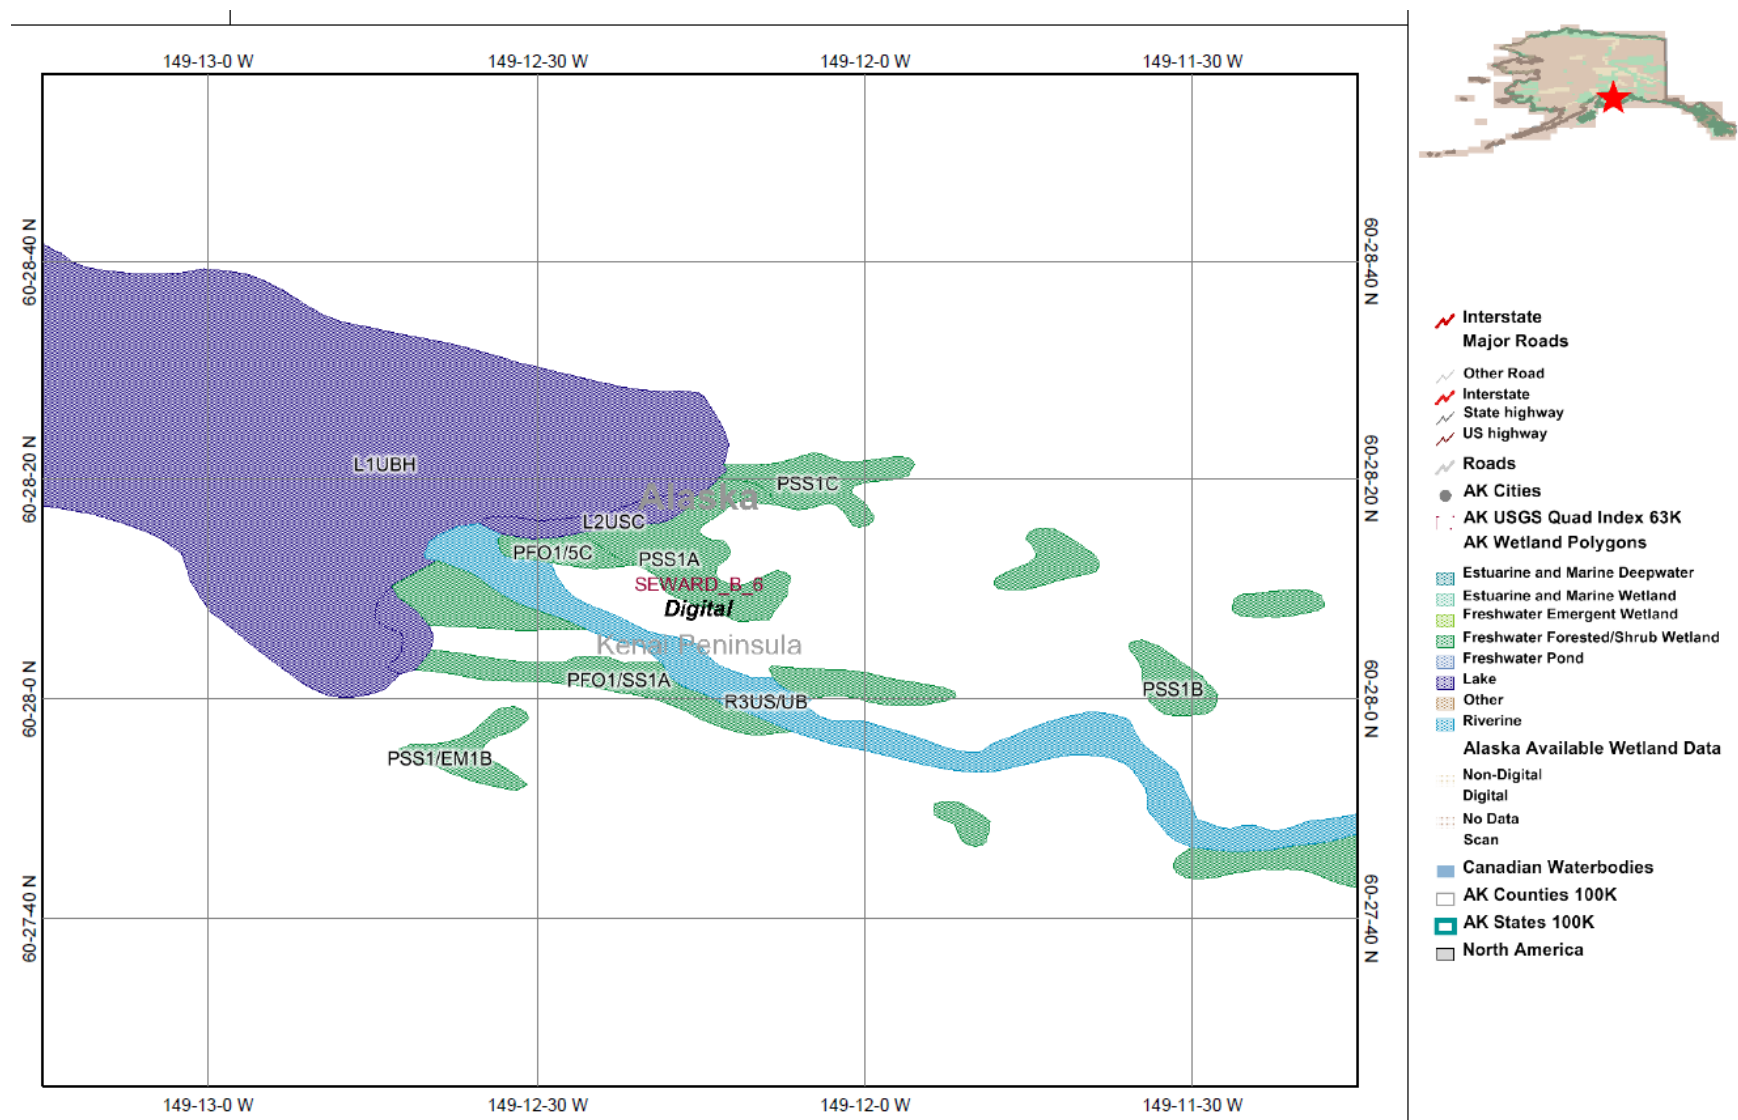 149-13-0 W
149-12-30 W
149-12-0 W
149-11-30 W
60-28-40 N
60-28-40 N
60-28-20 N
60-28-20 N
60-28-0 N
60-28-0 N
60-27-40 N
60-27-40 N
L1UBH
PSS1C
Alaska
L2USC
PFO1/5C
PSS1A
SEWARD_B_6
Digital
Kenai Peninsula
PFO1/SS1A
PSS1B
R3US/UB
PSS1/EM1B
149-13-0 W
149-12-30 W
149-12-0 W
149-11-30 W
Interstate
Major Roads
Other Road
Interstate
State highway
US highway
Roads
AK Cities
AK USGS Quad Index 63K
AK Wetland Polygons
Estuarine and Marine Deepwater
Estuarine and Marine Wetland
Freshwater Emergent Wetland
Freshwater Forested/Shrub Wetland
Freshwater Pond
Lake
Other
Riverine
Alaska Available Wetland Data
Non-Digital
Digital
No Data
Scan
Canadian Waterbodies
AK Counties 100K
AK States 100K
North America